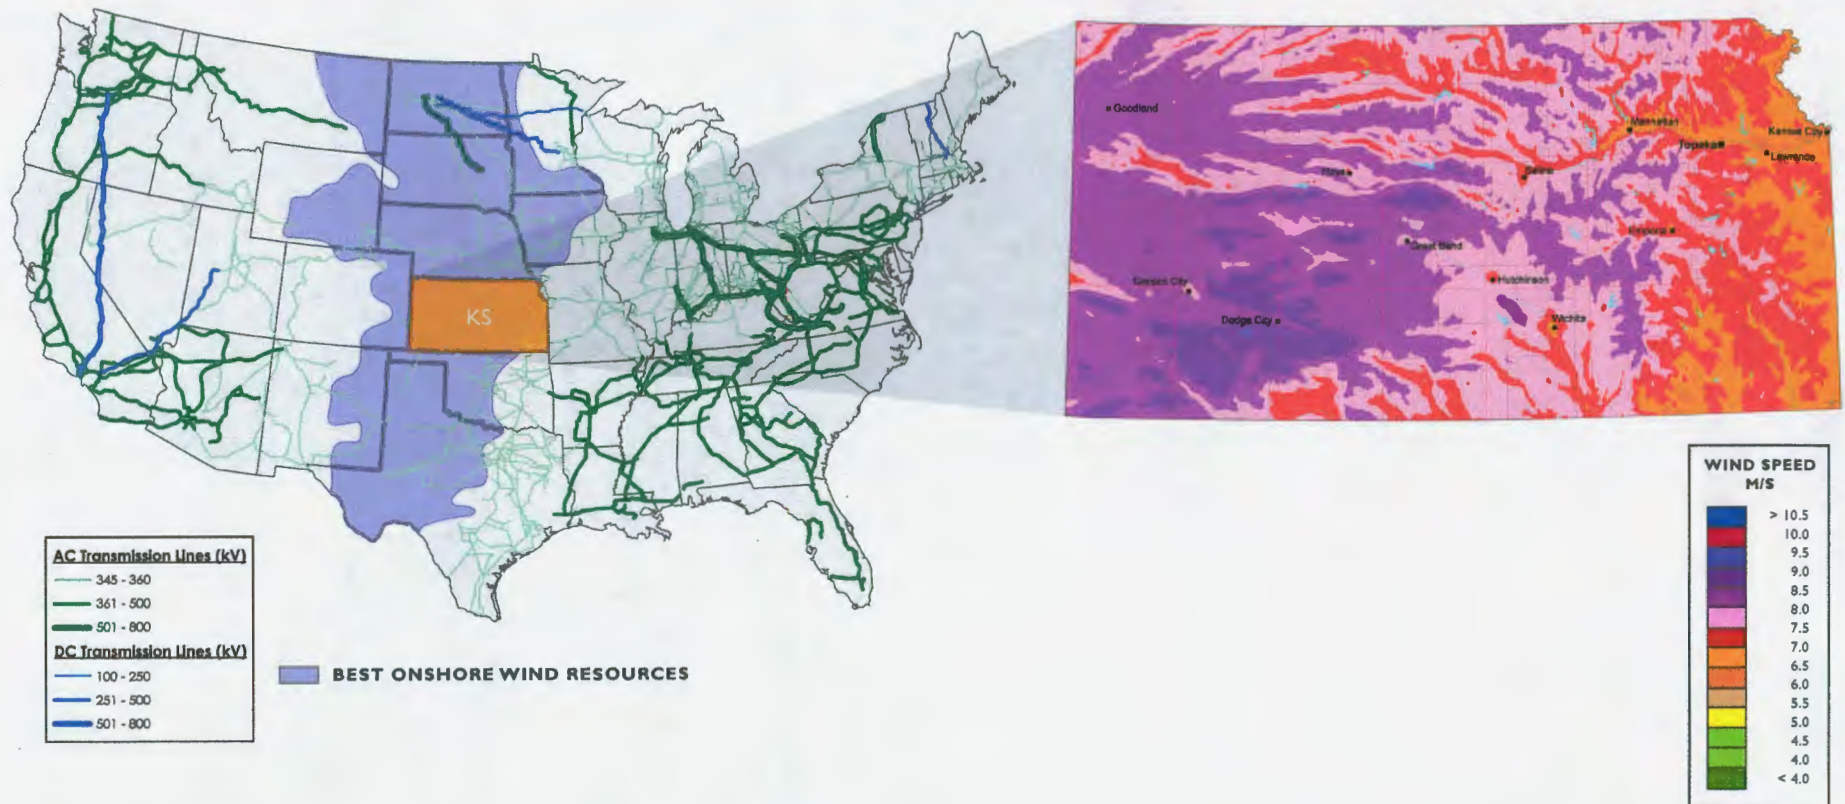 KS
Goodland
Manhattan
Kansas City
Topeka
Lawrence
Hays
Salina
Emporia
Great Bend
Garden City
Hutchinson
Dodge City
Wichita
AC Transmission Lines (kV)
345 - 360
361 - 500
501 - 800
DC Transmission Lines (kV)
100 - 250
251 - 500
501 - 800
BEST ONSHORE WIND RESOURCES
WIND SPEED
M/S
> 10.5
10.0
9.5
9.0
8.5
8.0
7.5
7.0
6.5
6.0
5.5
5.0
4.5
4.0
< 4.0